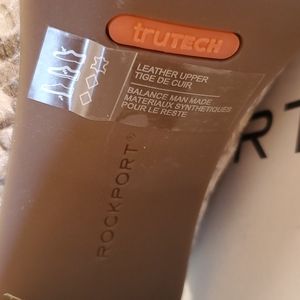 truTECH
LEATHER UPPER
TIGE DE CUIR
BALANCE MAN MADE
MATERIAUX SYNTHETIQUES
POUR LE RESTE
ROCKPORT®
RT